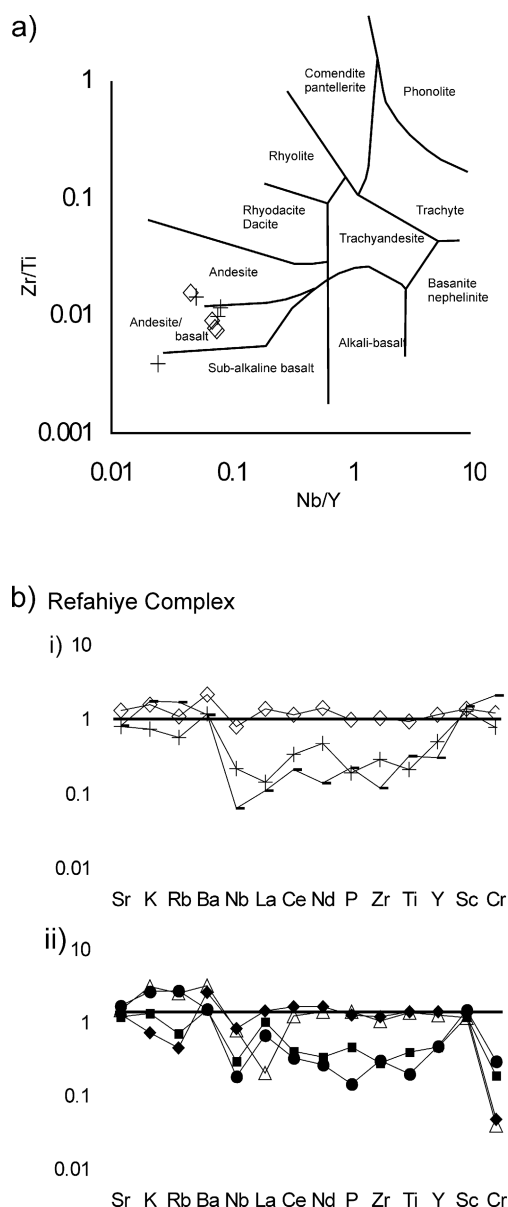 a)
Comendite
pantellerite
Phonolite
Rhyolite
Rhyodacite
Dacite
Trachyte
Trachyandesite
Andesite
Basanite
nephelinite
Andesite/
basalt
Alkali-basalt
Sub-alkaline basalt
Zr/Ti
1
0.1
0.01
0.001
0.01 0.1 1 10
Nb/Y
b) Refahiye Complex
i) 10
1
0.1
0.01
Sr K Rb Ba Nb La Ce Nd P Zr Ti Y Sc Cr
ii) 10
1
0.1
0.01
Sr K Rb Ba Nb La Ce Nd P Zr Ti Y Sc Cr